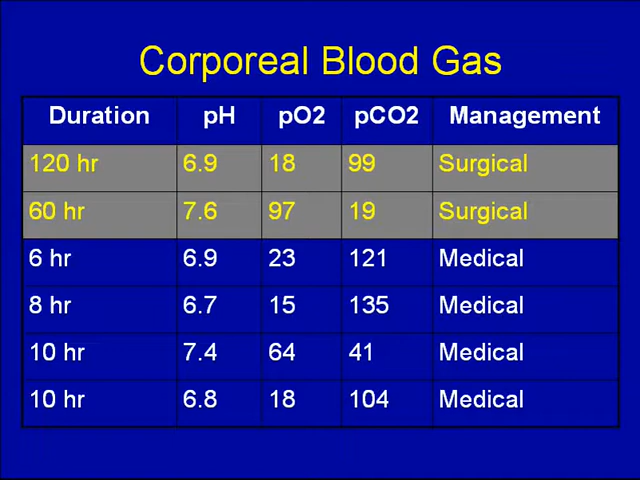 Corporeal Blood Gas
Duration pH pO2 pCO2 Management
120 hr 6.9 18 99 Surgical
60 hr 7.6 97 19 Surgical
6 hr 6.9 23 121 Medical
8 hr 6.7 15 135 Medical
10 hr 7.4 64 41 Medical
10 hr 6.8 18 104 Medical